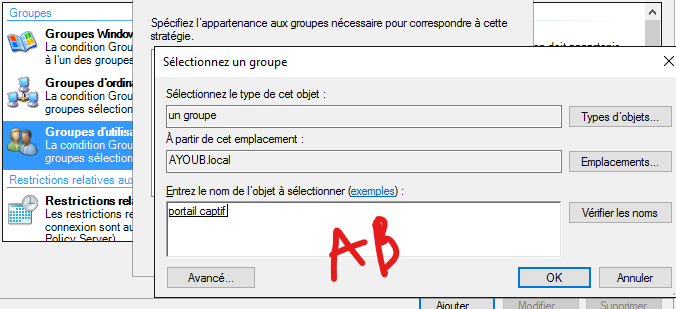 Groupes
Groupes Window
La condition Grou
à l'un des groupes
Groupes d'ordina
La condition Grou
groupes sélection
Groupes d'utilisa
La condition Grou
groupes sélection
Restrictions relatives aux
Restrictions rela
Les restrictions re
connexion sont au
Policy Server)
Spécifiez l'appartenance aux groupes nécessaire pour correspondre à cette
stratégie.
Sélectionnez un groupe
Sélectionnez le type de cet objet :
un groupe
Types d'objets...
À partir de cet emplacement :
AYOUB.local
Emplacements...
Entrez le nom de l'objet à sélectionner (exemples) :
portail captif
Vérifier les noms
AB
Avancé...
OK
Annuler
Ajouter
Modifier
Supprimer